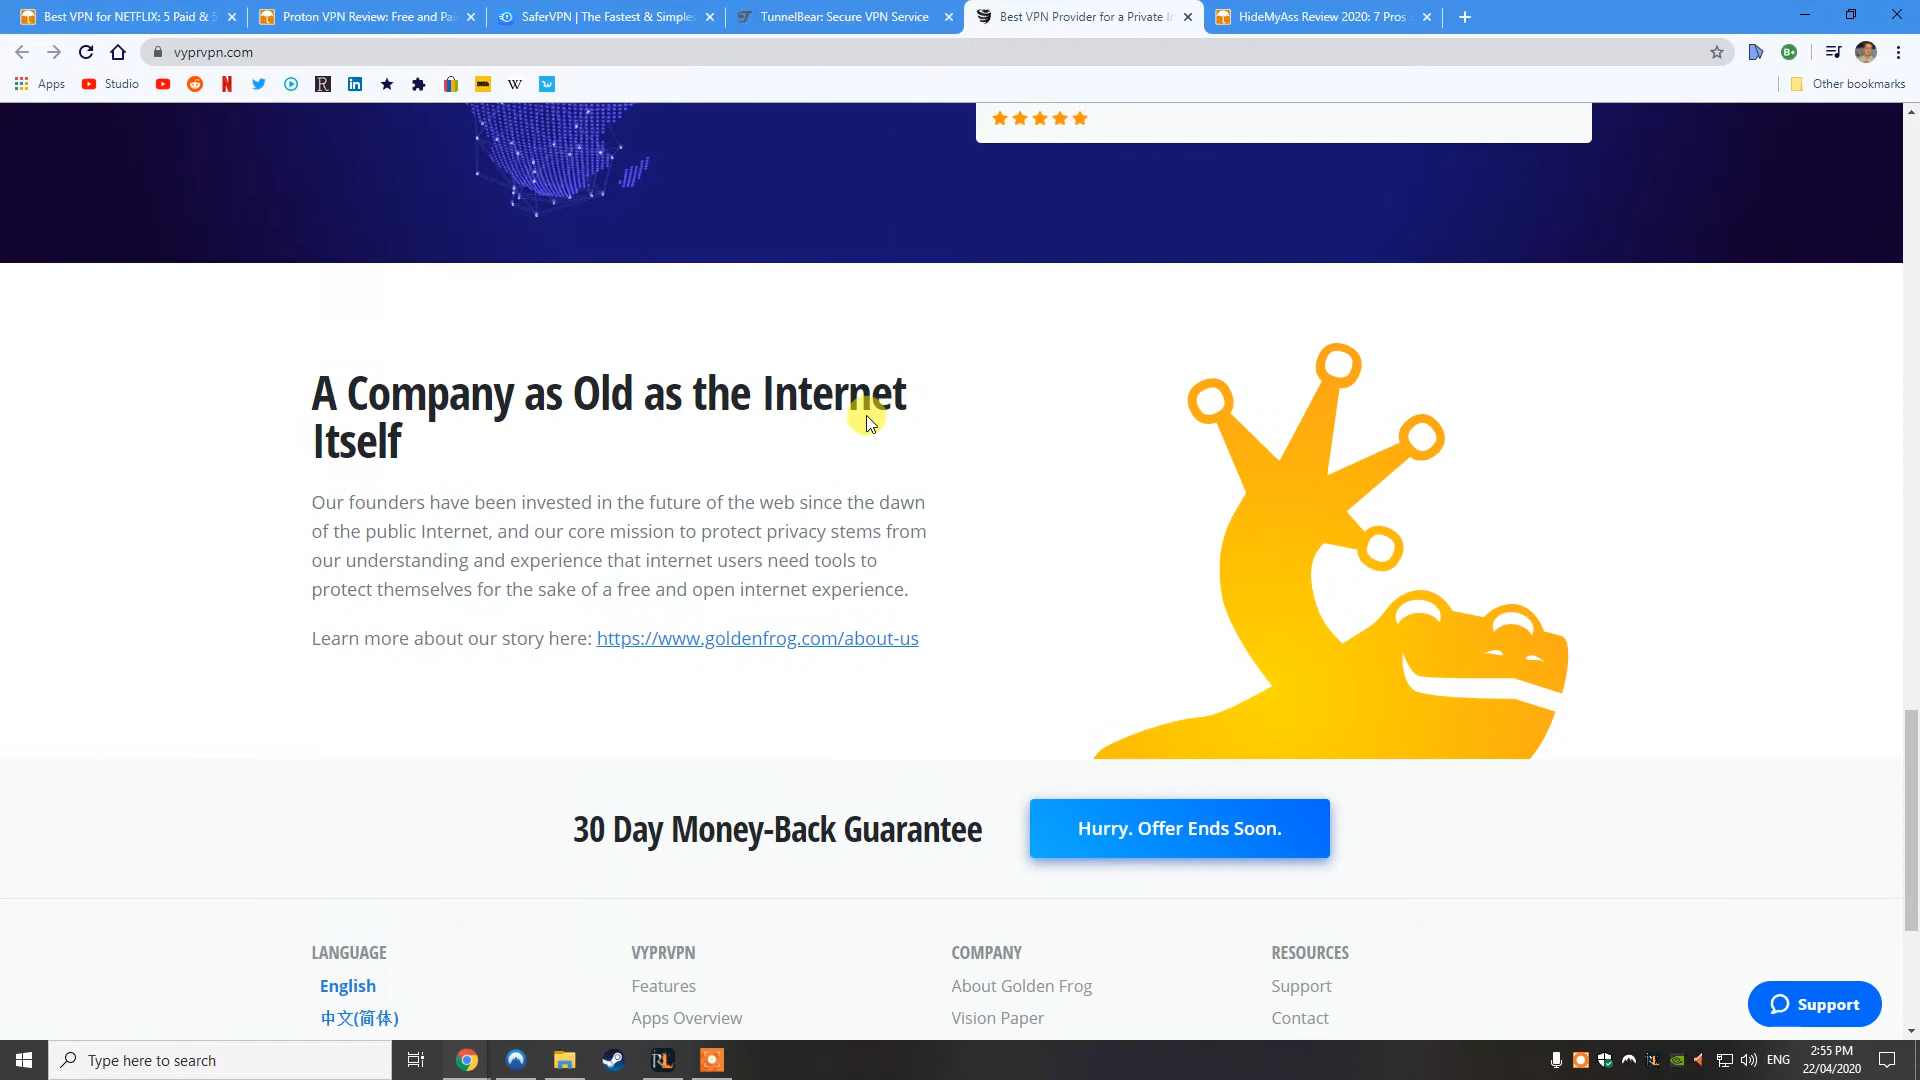 Best VPN for NETFLIX: 5 Paid & 5
Proton VPN Review: Free and Pai
SaferVPN | The Fastest & Simples
TunnelBear: Secure VPN Service
Best VPN Provider for a Private In
HideMyAss Review 2020: 7 Pros
vyprvpn.com
Apps
Studio
Other bookmarks
A Company as Old as the Internet
Itself
Our founders have been invested in the future of the web since the dawn
of the public Internet, and our core mission to protect privacy stems from
our understanding and experience that internet users need tools to
protect themselves for the sake of a free and open internet experience.
Learn more about our story here: https://www.goldenfrog.com/about-us
30 Day Money-Back Guarantee
Hurry. Offer Ends Soon.
LANGUAGE
English
中文(简体)
VYPRVPN
Features
Apps Overview
COMPANY
About Golden Frog
Vision Paper
RESOURCES
Support
Contact
Support
Type here to search
ENG
2:55 PM
22/04/2020